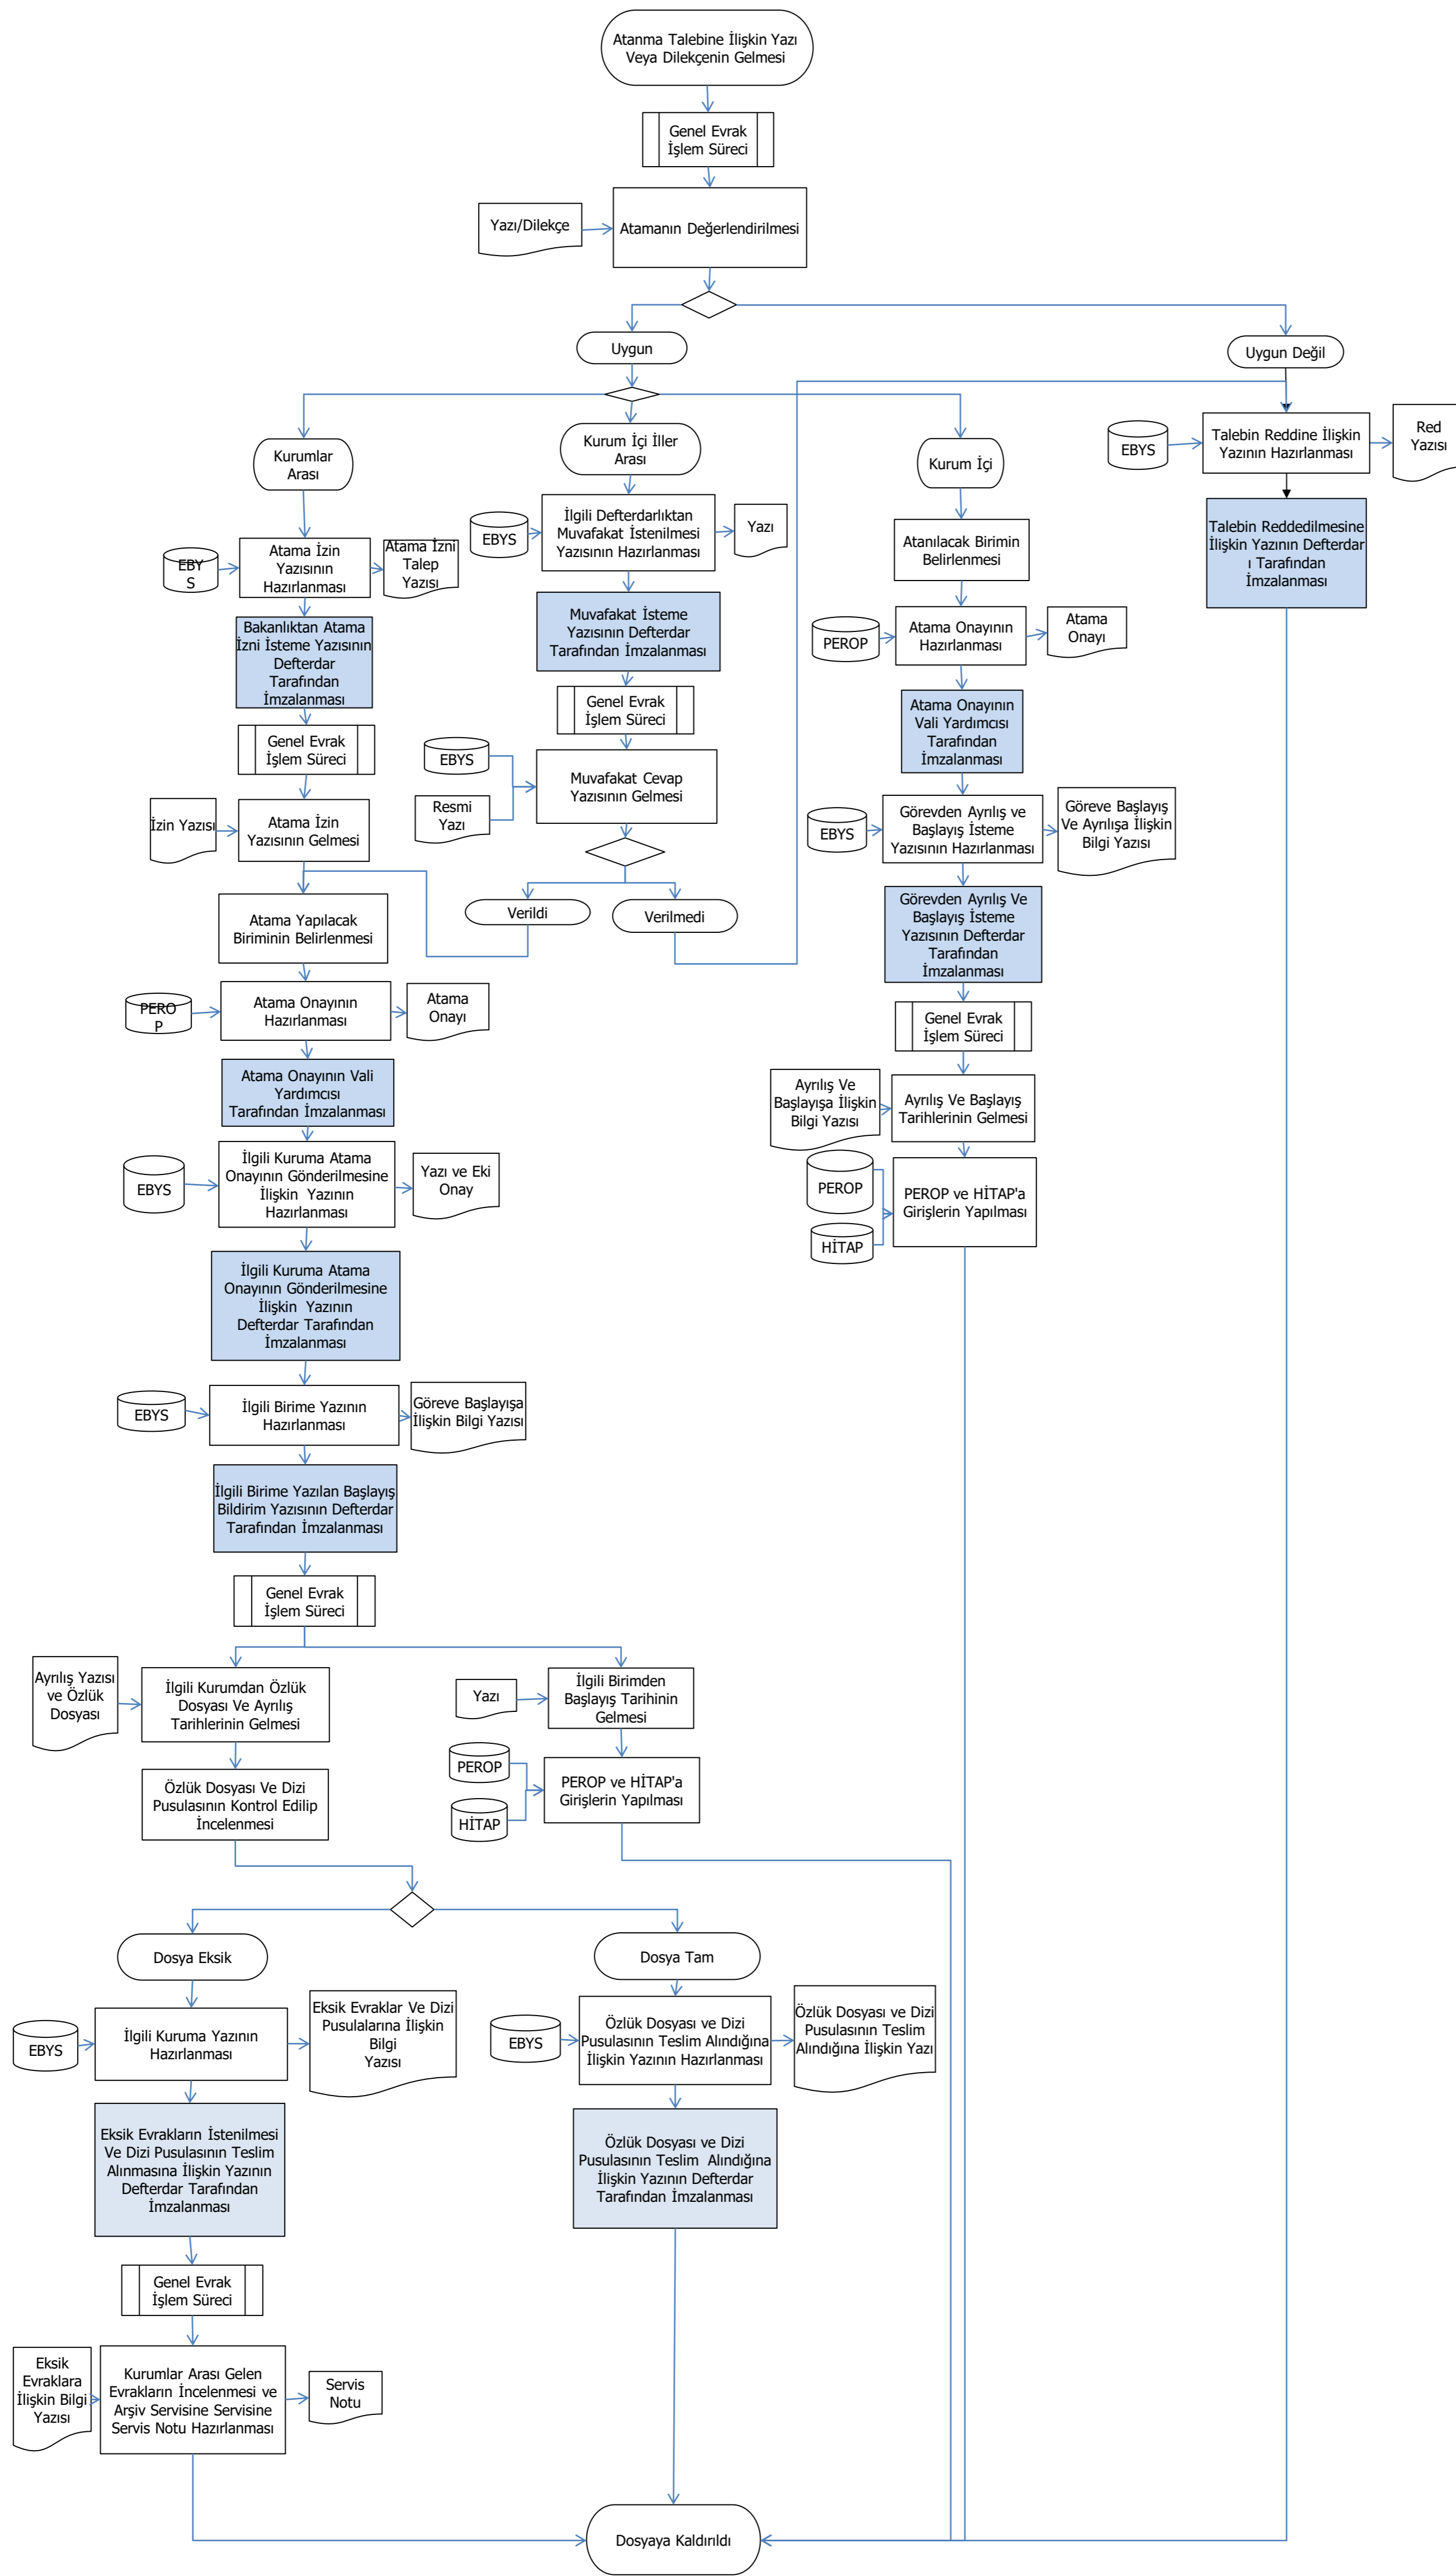 Atanma Talebine İlişkin Yazı
Veya Dilekçenin Gelmesi
Genel Evrak
İşlem Süreci
Yazı/Dilekçe
Atamanın Değerlendirilmesi
Uygun
Uygun Değil
Kurumlar
Arası
Kurum İçi İller
Arası
Kurum İçi
EBYS
Talebin Reddine İlişkin
Yazının Hazırlanması
Red
Yazısı
EBY
S
Atama İzin
Yazısının
Hazırlanması
Atama İzni
Talep
Yazısı
EBYS
İlgili Defterdarlıktan
Muvafakat İstenilmesi
Yazısının Hazırlanması
Yazı
Atanılacak Birimin
Belirlenmesi
Talebin Reddedilmesine
İlişkin Yazının Defterdar
ı Tarafından
İmzalanması
Bakanlıktan Atama
İzni İsteme Yazısının
Defterdar
Tarafından
İmzalanması
Muvafakat İsteme
Yazısının Defterdar
Tarafından İmzalanması
PEROP
Atama Onayının
Hazırlanması
Atama
Onayı
Genel Evrak
İşlem Süreci
Genel Evrak
İşlem Süreci
Atama Onayının
Vali Yardımcısı
Tarafından
İmzalanması
İzin Yazısı
Atama İzin
Yazısının Gelmesi
EBYS
Resmi
Yazı
Muvafakat Cevap
Yazısının Gelmesi
EBYS
Görevden Ayrılış ve
Başlayış İsteme
Yazısının Hazırlanması
Göreve Başlayış
Ve Ayrılışa İlişkin
Bilgi Yazısı
Atama Yapılacak
Biriminin Belirlenmesi
Verildi
Verilmedi
Görevden Ayrılış Ve
Başlayış İsteme
Yazısının Defterdar
Tarafından
İmzalanması
PERO
P
Atama Onayının
Hazırlanması
Atama
Onayı
Genel Evrak
İşlem Süreci
Atama Onayının Vali
Yardımcısı
Tarafından İmzalanması
Ayrılış Ve
Başlayışa İlişkin
Bilgi Yazısı
Ayrılış Ve Başlayış
Tarihlerinin Gelmesi
EBYS
İlgili Kuruma Atama
Onayının Gönderilmesine
İlişkin  Yazının
Hazırlanması
Yazı ve Eki
Onay
PEROP
HİTAP
PEROP ve HİTAP'a
Girişlerin Yapılması
İlgili Kuruma Atama
Onayının Gönderilmesine
İlişkin  Yazının
Defterdar Tarafından
İmzalanması
EBYS
İlgili Birime Yazının
Hazırlanması
Göreve Başlayışa
İlişkin Bilgi Yazısı
İlgili Birime Yazılan Başlayış
Bildirim Yazısının Defterdar
Tarafından İmzalanması
Genel Evrak
İşlem Süreci
Ayrılış Yazısı
ve Özlük
Dosyası
İlgili Kurumdan Özlük
Dosyası Ve Ayrılış
Tarihlerinin Gelmesi
Yazı
İlgili Birimden
Başlayış Tarihinin
Gelmesi
Özlük Dosyası Ve Dizi
Pusulasının Kontrol Edilip
İncelenmesi
PEROP
HİTAP
PEROP ve HİTAP'a
Girişlerin Yapılması
Dosya Eksik
Dosya Tam
EBYS
İlgili Kuruma Yazının
Hazırlanması
Eksik Evraklar Ve Dizi
Pusulalarına İlişkin
Bilgi
Yazısı
EBYS
Özlük Dosyası ve Dizi
Pusulasının Teslim Alındığına
İlişkin Yazının Hazırlanması
Özlük Dosyası ve Dizi
Pusulasının Teslim
Alındığına İlişkin Yazı
Eksik Evrakların İstenilmesi
Ve Dizi Pusulasının Teslim
Alınmasına İlişkin Yazının
Defterdar Tarafından
İmzalanması
Özlük Dosyası ve Dizi
Pusulasının Teslim  Alındığına
İlişkin Yazının Defterdar
Tarafından İmzalanması
Genel Evrak
İşlem Süreci
Eksik
Evraklara
İlişkin Bilgi
Yazısı
Kurumlar Arası Gelen
Evrakların İncelenmesi ve
Arşiv Servisine Servisine
Servis Notu Hazırlanması
Servis
Notu
Dosyaya Kaldırıldı